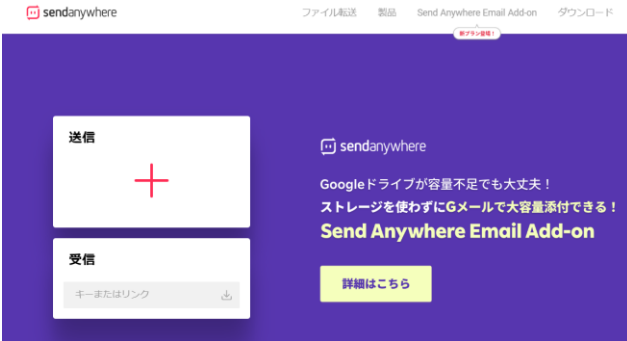 sendanywhere
ファイル転送 製品 Send Anywhere Email Add-on ダウンロード
新プラン登場！
送信
受信
キーまたはリンク
sendanywhere
Googleドライブが容量不足でも大丈夫！
ストレージを使わずにGメールで大容量添付できる！
Send Anywhere Email Add-on
詳細はこちら